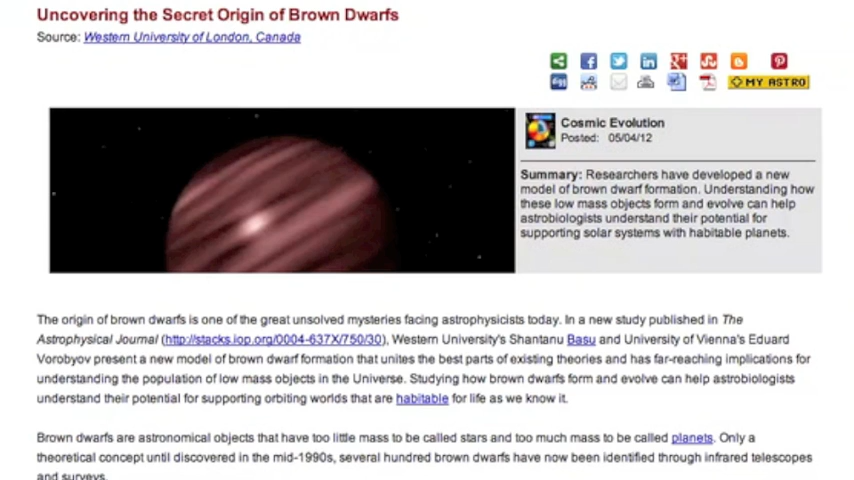 Uncovering the Secret Origin of Brown Dwarfs
Source: Western University of London, Canada
MY ASTRO
Cosmic Evolution
Posted: 05/04/12
Summary: Researchers have developed a new
model of brown dwarf formation. Understanding how
these low mass objects form and evolve can help
astrobiologists understand their potential for
supporting solar systems with habitable planets.
The origin of brown dwarfs is one of the great unsolved mysteries facing astrophysicists today. In a new study published in The
Astrophysical Journal (http://stacks.iop.org/0004-637X/750/30), Western University's Shantanu Basu and University of Vienna's Eduard
Vorobyov present a new model of brown dwarf formation that unites the best parts of existing theories and has far-reaching implications for
understanding the population of low mass objects in the Universe. Studying how brown dwarfs form and evolve can help astrobiologists
understand their potential for supporting orbiting worlds that are habitable for life as we know it.
Brown dwarfs are astronomical objects that have too little mass to be called stars and too much mass to be called planets. Only a
theoretical concept until discovered in the mid-1990s, several hundred brown dwarfs have now been identified through infrared telescopes
and surveys.